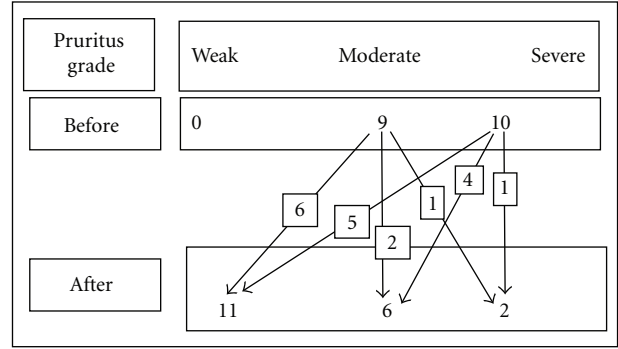 Pruritus
grade
Weak Moderate Severe
Before
0 9 10
4
1
6
1
5
2
After
11 6 2